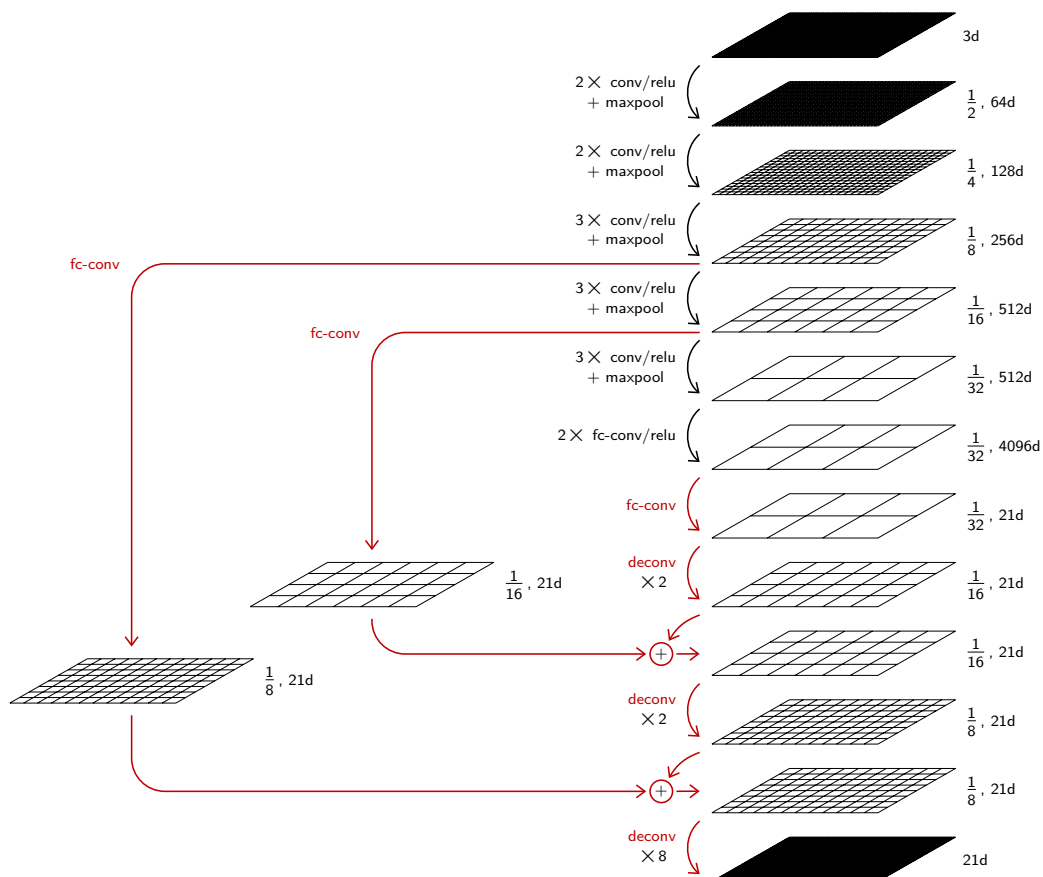 3d
2 × conv/relu
+ maxpool
1/2, 64d
2 × conv/relu
+ maxpool
1/4, 128d
3 × conv/relu
+ maxpool
1/8, 256d
fc-conv
3 × conv/relu
+ maxpool
1/16, 512d
fc-conv
3 × conv/relu
+ maxpool
1/32, 512d
2 × fc-conv/relu
1/32, 4096d
fc-conv
1/32, 21d
deconv
×2
1/16, 21d
1/16, 21d
+
1/16, 21d
1/8, 21d
deconv
×2
1/8, 21d
+
1/8, 21d
deconv
×8
21d